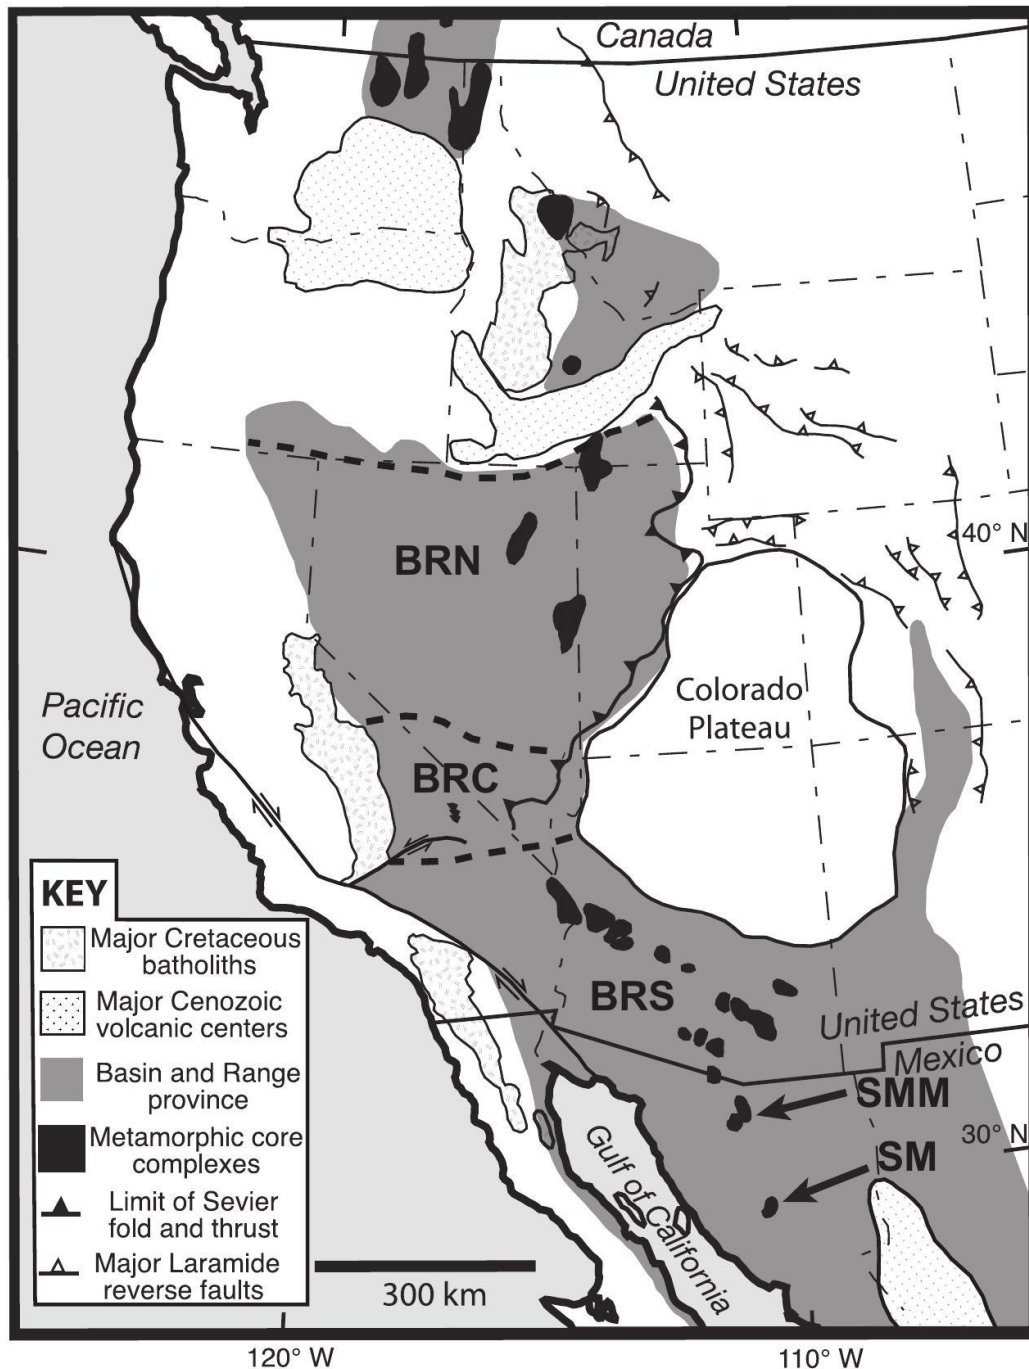 Canada
United States
40° N
BRN
Pacific
Ocean
Colorado
Plateau
BRC
BRS
United States
Mexico
SMM
30° N
SM
Gulf of California
KEY
Major Cretaceous
batholiths
Major Cenozoic
volcanic centers
Basin and Range
province
Metamorphic core
complexes
Limit of Sevier
fold and thrust
Major Laramide
reverse faults
300 km
120° W
110° W